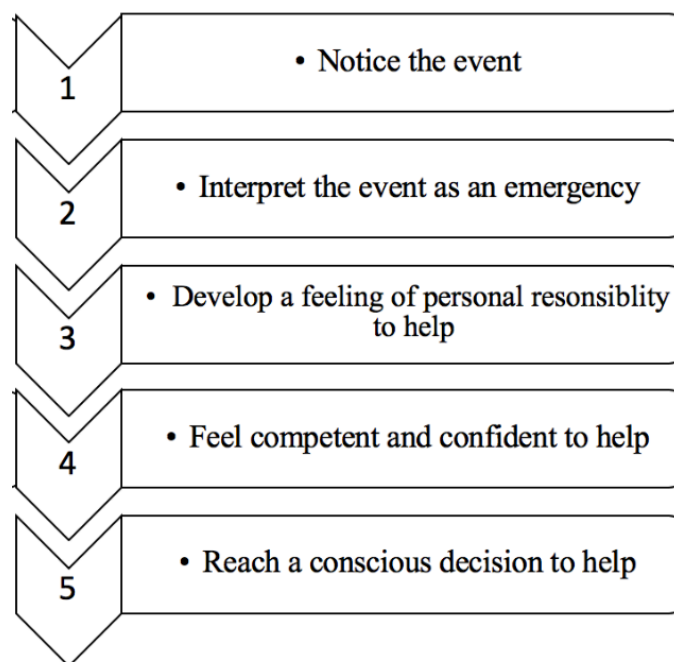 1
• Notice the event
2
• Interpret the event as an emergency
3
• Develop a feeling of personal resonsiblity
to help
4
• Feel competent and confident to help
5
• Reach a conscious decision to help